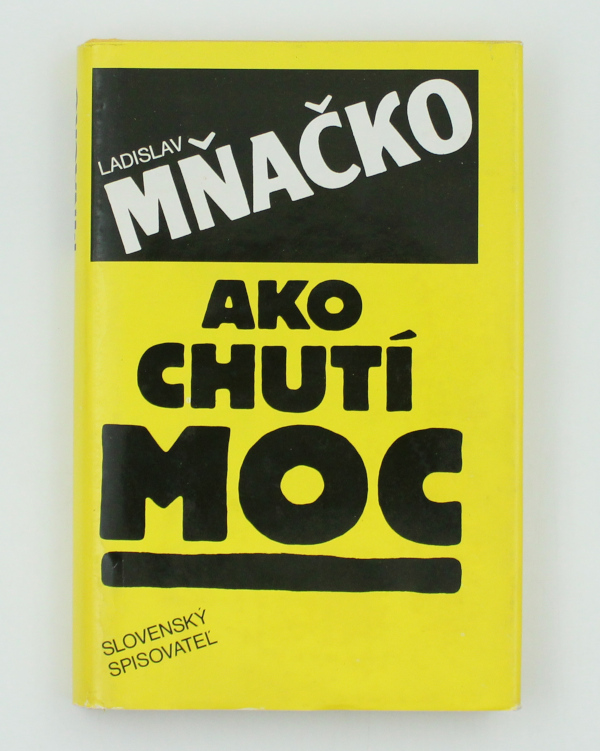 LADISLAV
MŇAČKO
AKO
CHUTÍ
MOC
SLOVENSKÝ
SPISOVATEĽ